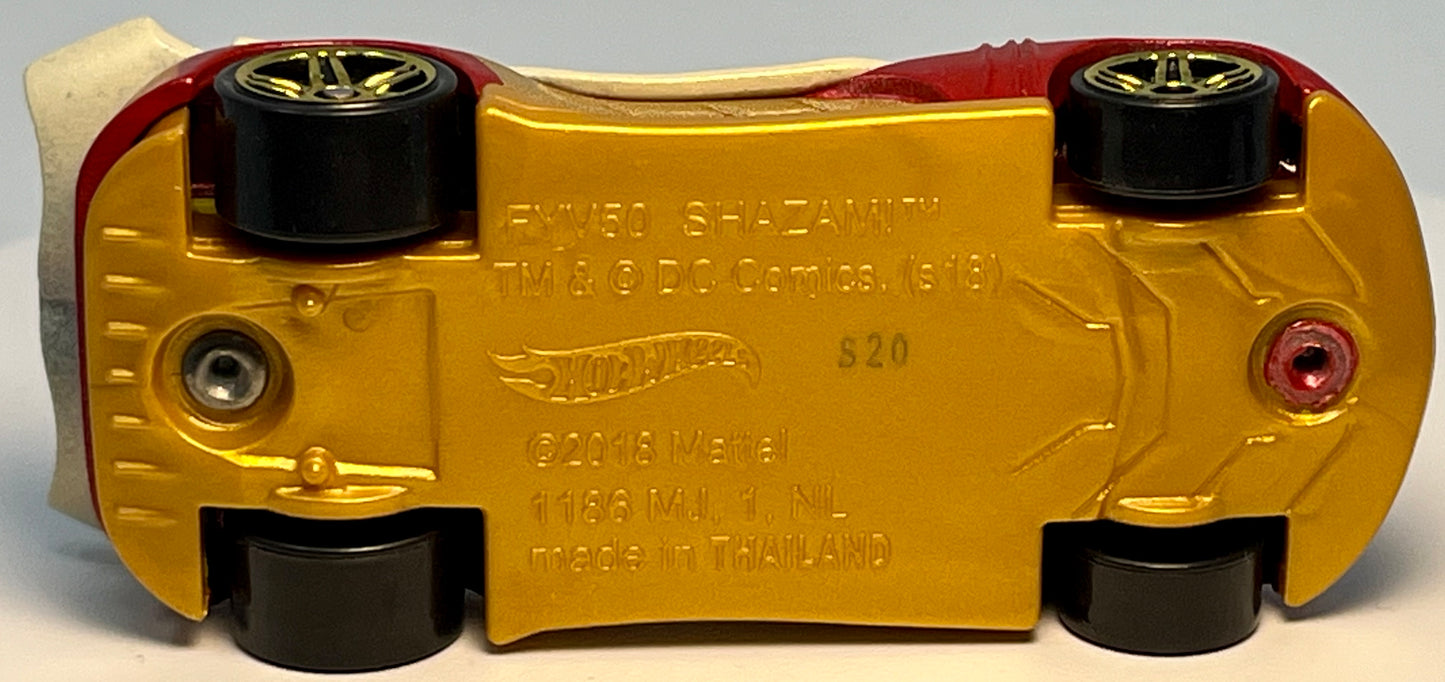 FYV50 SHAZAM!™
TM & © DC Comics. (s18)
HOT WHEELS
S20
©2018 Mattel
1186 MJ, 1, NL
made in THAILAND